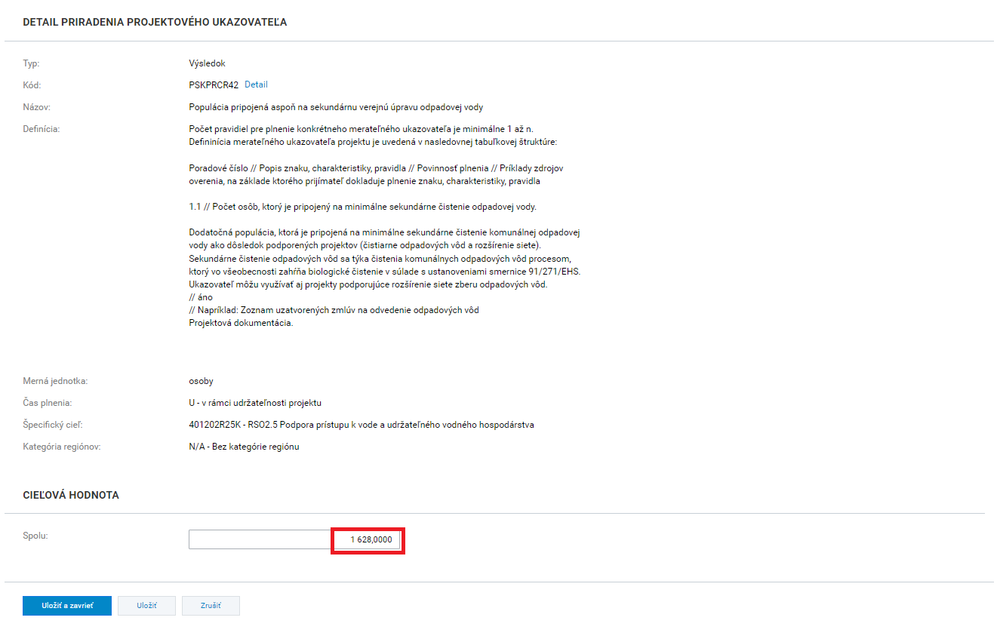 DETAIL PRIRADENIA PROJEKTOVÉHO UKAZOVATEĽA
Typ: Výsledok
Kód: PSKPRCR42 Detail
Názov: Populácia pripojená aspoň na sekundárnu verejnú úpravu odpadovej vody
Definícia: Počet pravidiel pre plnenie konkrétneho merateľného ukazovateľa je minimálne 1 až n.
Defininícia merateľného ukazovateľa projektu je uvedená v nasledovnej tabuľkovej štruktúre:
Poradové číslo // Popis znaku, charakteristiky, pravidla // Povinnosť plnenia // Príklady zdrojov
overenia, na základe ktorého prijímateľ dokladuje plnenie znaku, charakteristiky, pravidla
1.1 // Počet osôb, ktorý je pripojený na minimálne sekundárne čistenie odpadovej vody.
Dodatočná populácia, ktorá je pripojená na minimálne sekundárne čistenie komunálnej odpadovej
vody ako dôsledok podporených projektov (čistiarne odpadových vôd a rozšírenie siete).
Sekundárne čistenie odpadových vôd sa týka čistenia komunálnych odpadových vôd procesom,
ktorý vo všeobecnosti zahŕňa biologické čistenie v súlade s ustanoveniami smernice 91/271/EHS.
Ukazovateľ môžu využívať aj projekty podporujúce rozšírenie siete zberu odpadových vôd.
// áno
// Napríklad: Zoznam uzatvorených zmlúv na odvedenie odpadových vôd
Projektová dokumentácia.
Merná jednotka: osoby
Čas plnenia: U - v rámci udržateľnosti projektu
Špecifický cieľ: 401202R25K - RSO2.5 Podpora prístupu k vode a udržateľného vodného hospodárstva
Kategória regiónov: N/A - Bez kategórie regiónu
CIEĽOVÁ HODNOTA
Spolu: 1 628,0000
Uložiť a zavrieť Uložiť Zrušiť